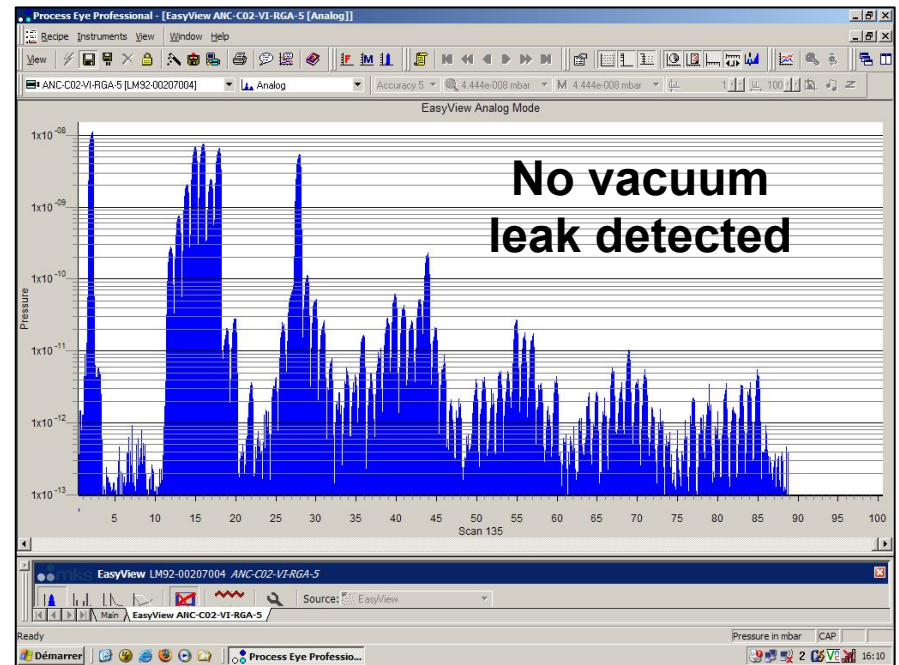 Process Eye Professional - [EasyView ANC-C02-VI-RGA-5 [Analog]]
Recipe Instruments View Window Help
View
ANC-C02-VI-RGA-5 [LM92-00207004] Analog Accuracy 5 4.444e-008 mbar M 4.444e-008 mbar 1 100
EasyView Analog Mode
No vacuum
leak detected
1x10-08
1x10-09
1x10-10
1x10-11
1x10-12
1x10-13
Pressure
5 10 15 20 25 30 35 40 45 50 55 60 65 70 75 80 85 90 95 100
Scan 135
mks EasyView LM92-00207004 ANC-C02-VI-RGA-5
Source: EasyView
Main EasyView ANC-C02-VI-RGA-5
Ready Pressure in mbar CAP
Démarrer Process Eye Professio... 2 16:10